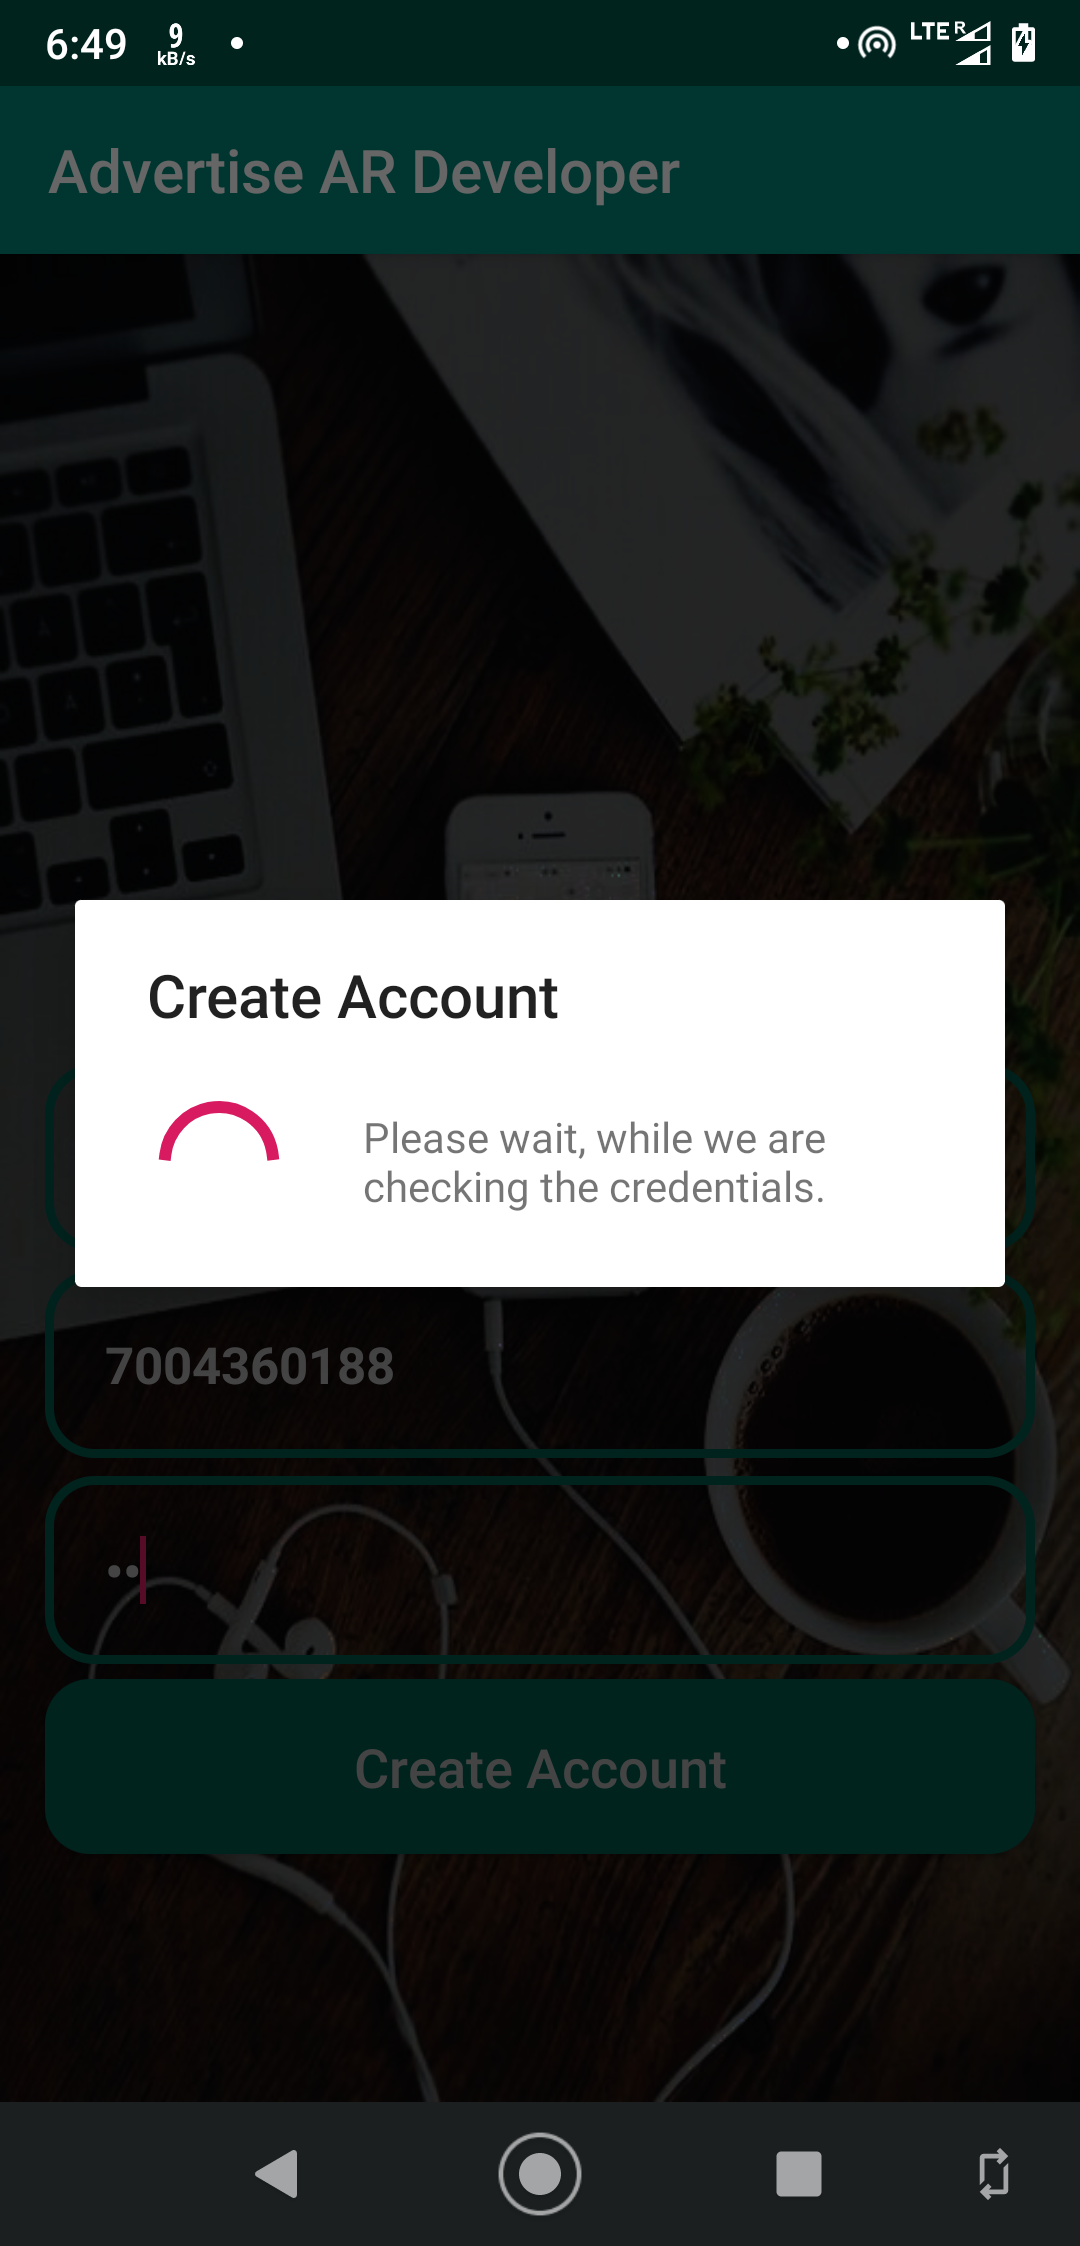 6:49
9
kB/s
LTE R
Advertise AR Developer
Create Account
Please wait, while we are
checking the credentials.
7004360188
Create Account